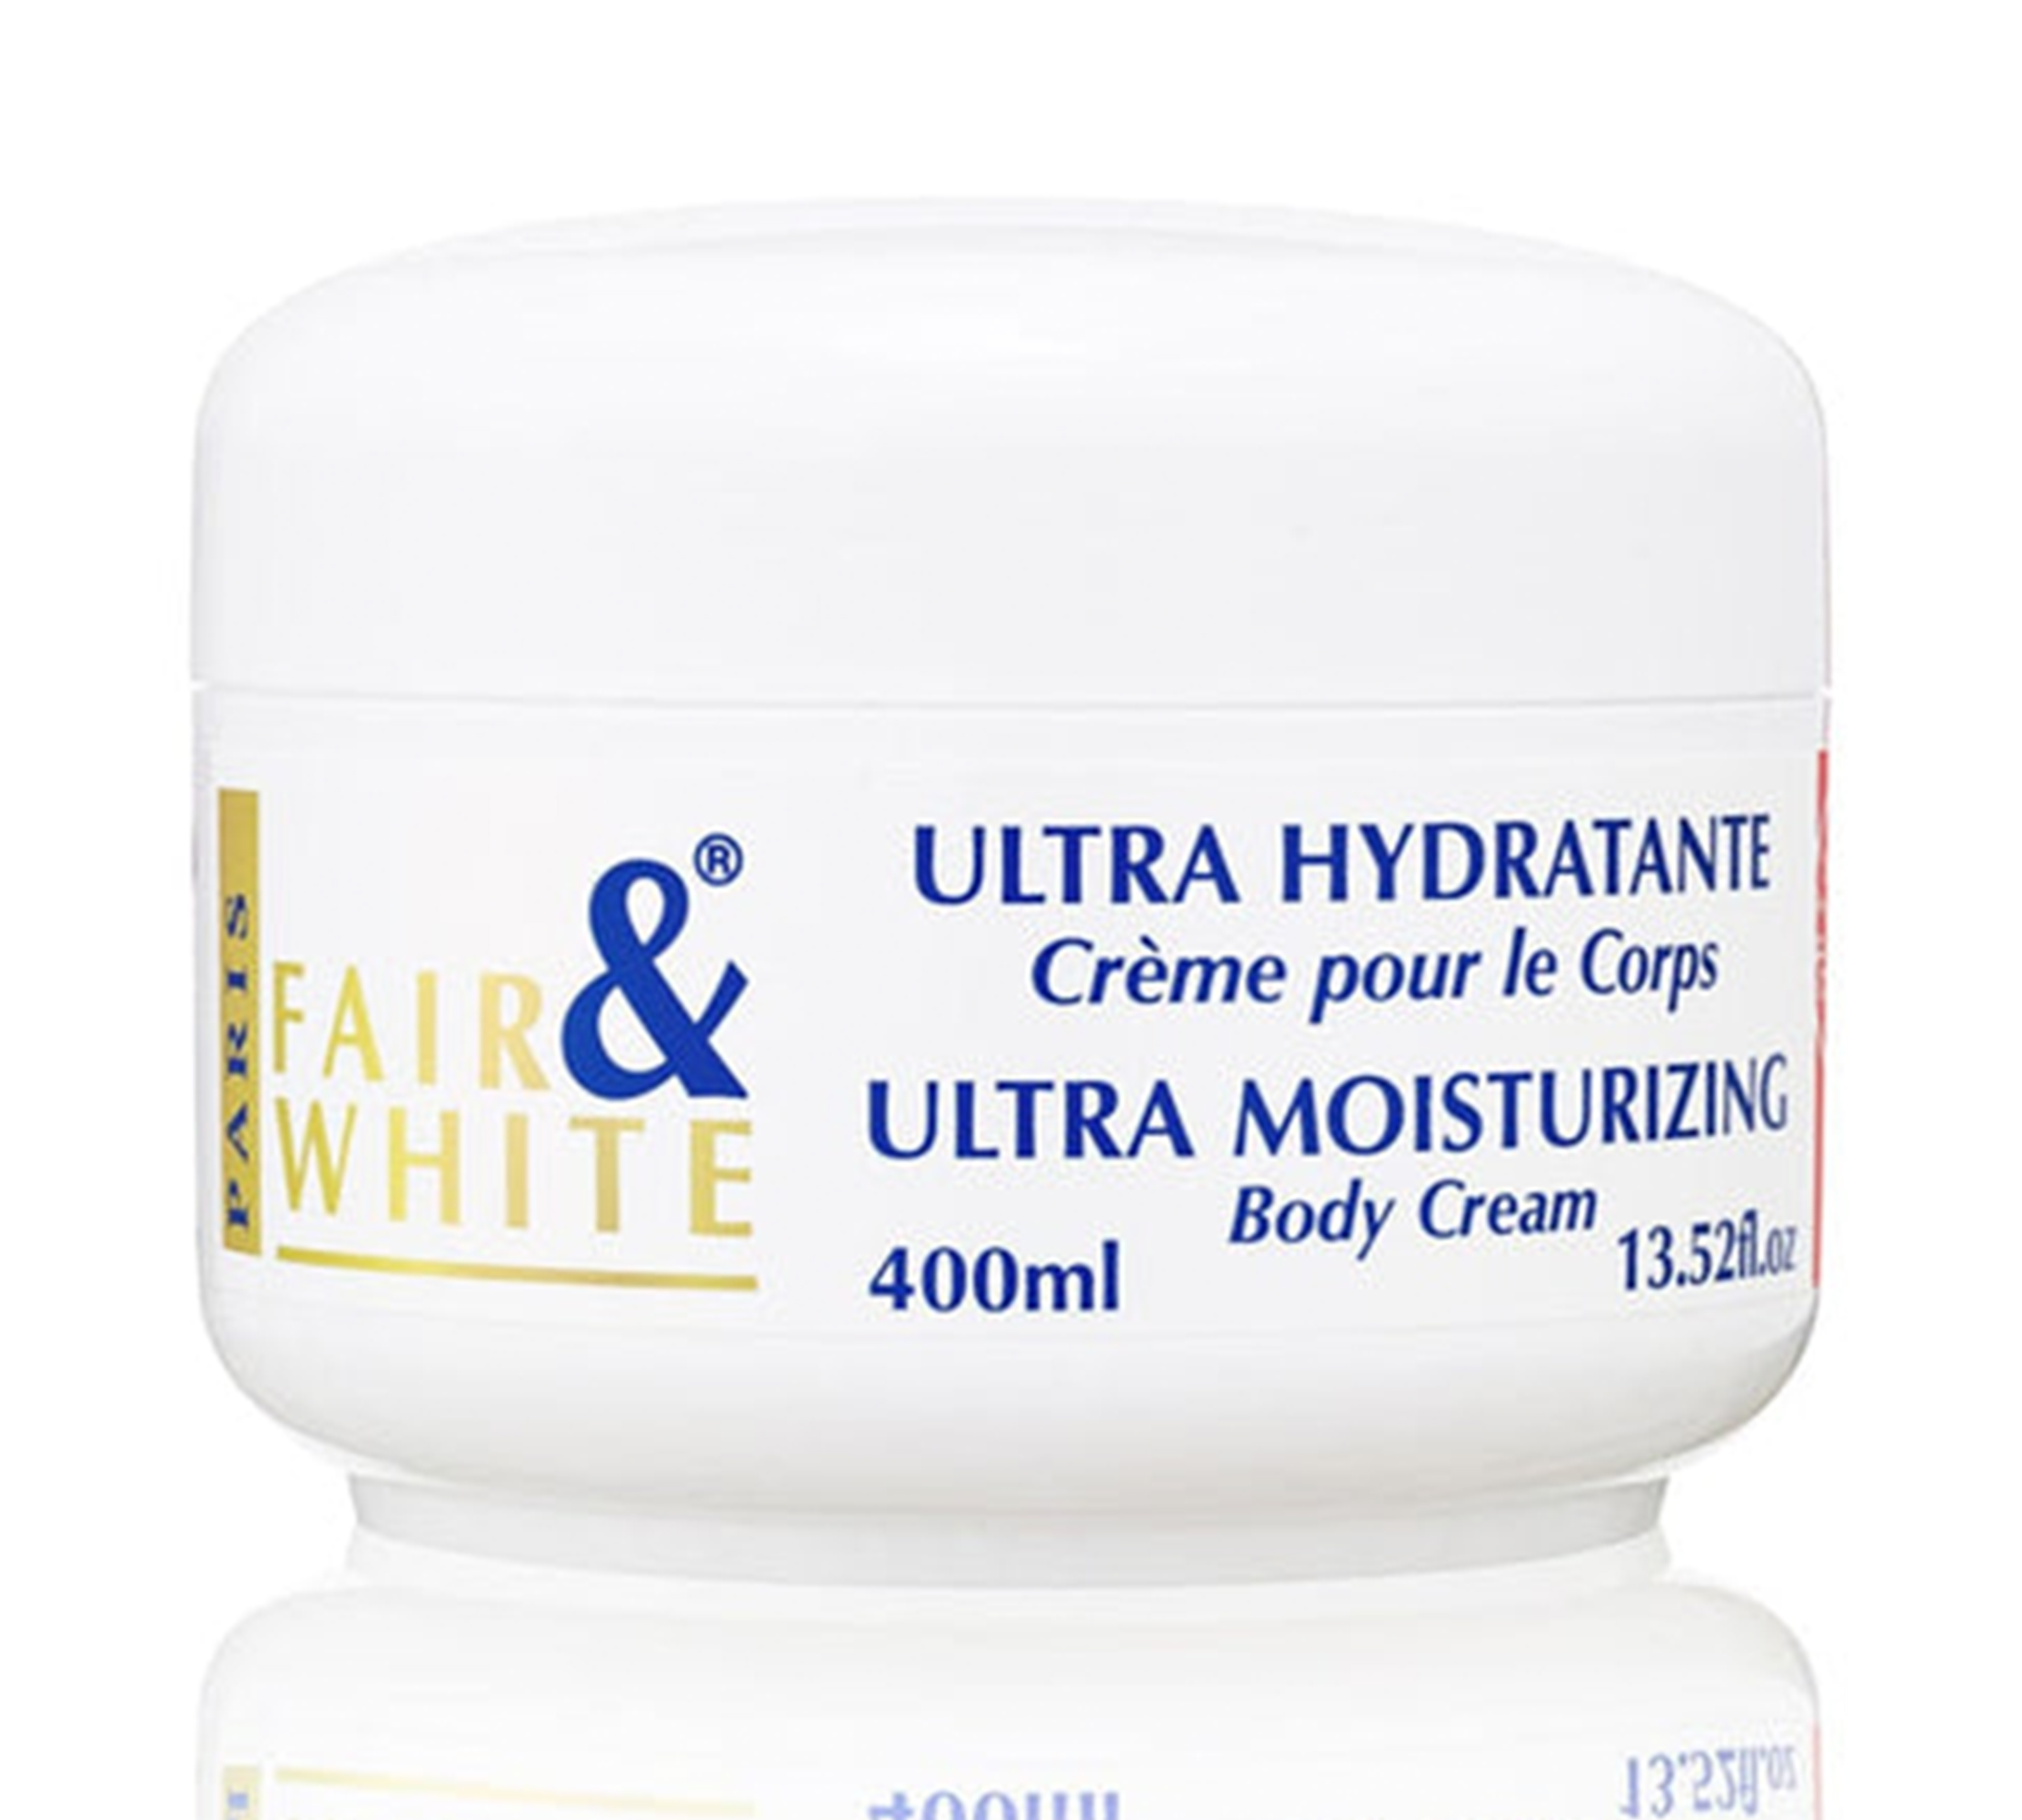 PARIS
FAIR &®
WHITE
ULTRA HYDRATANTE
Crème pour le Corps
ULTRA MOISTURIZING
Body Cream
400ml
13.52fl.oz